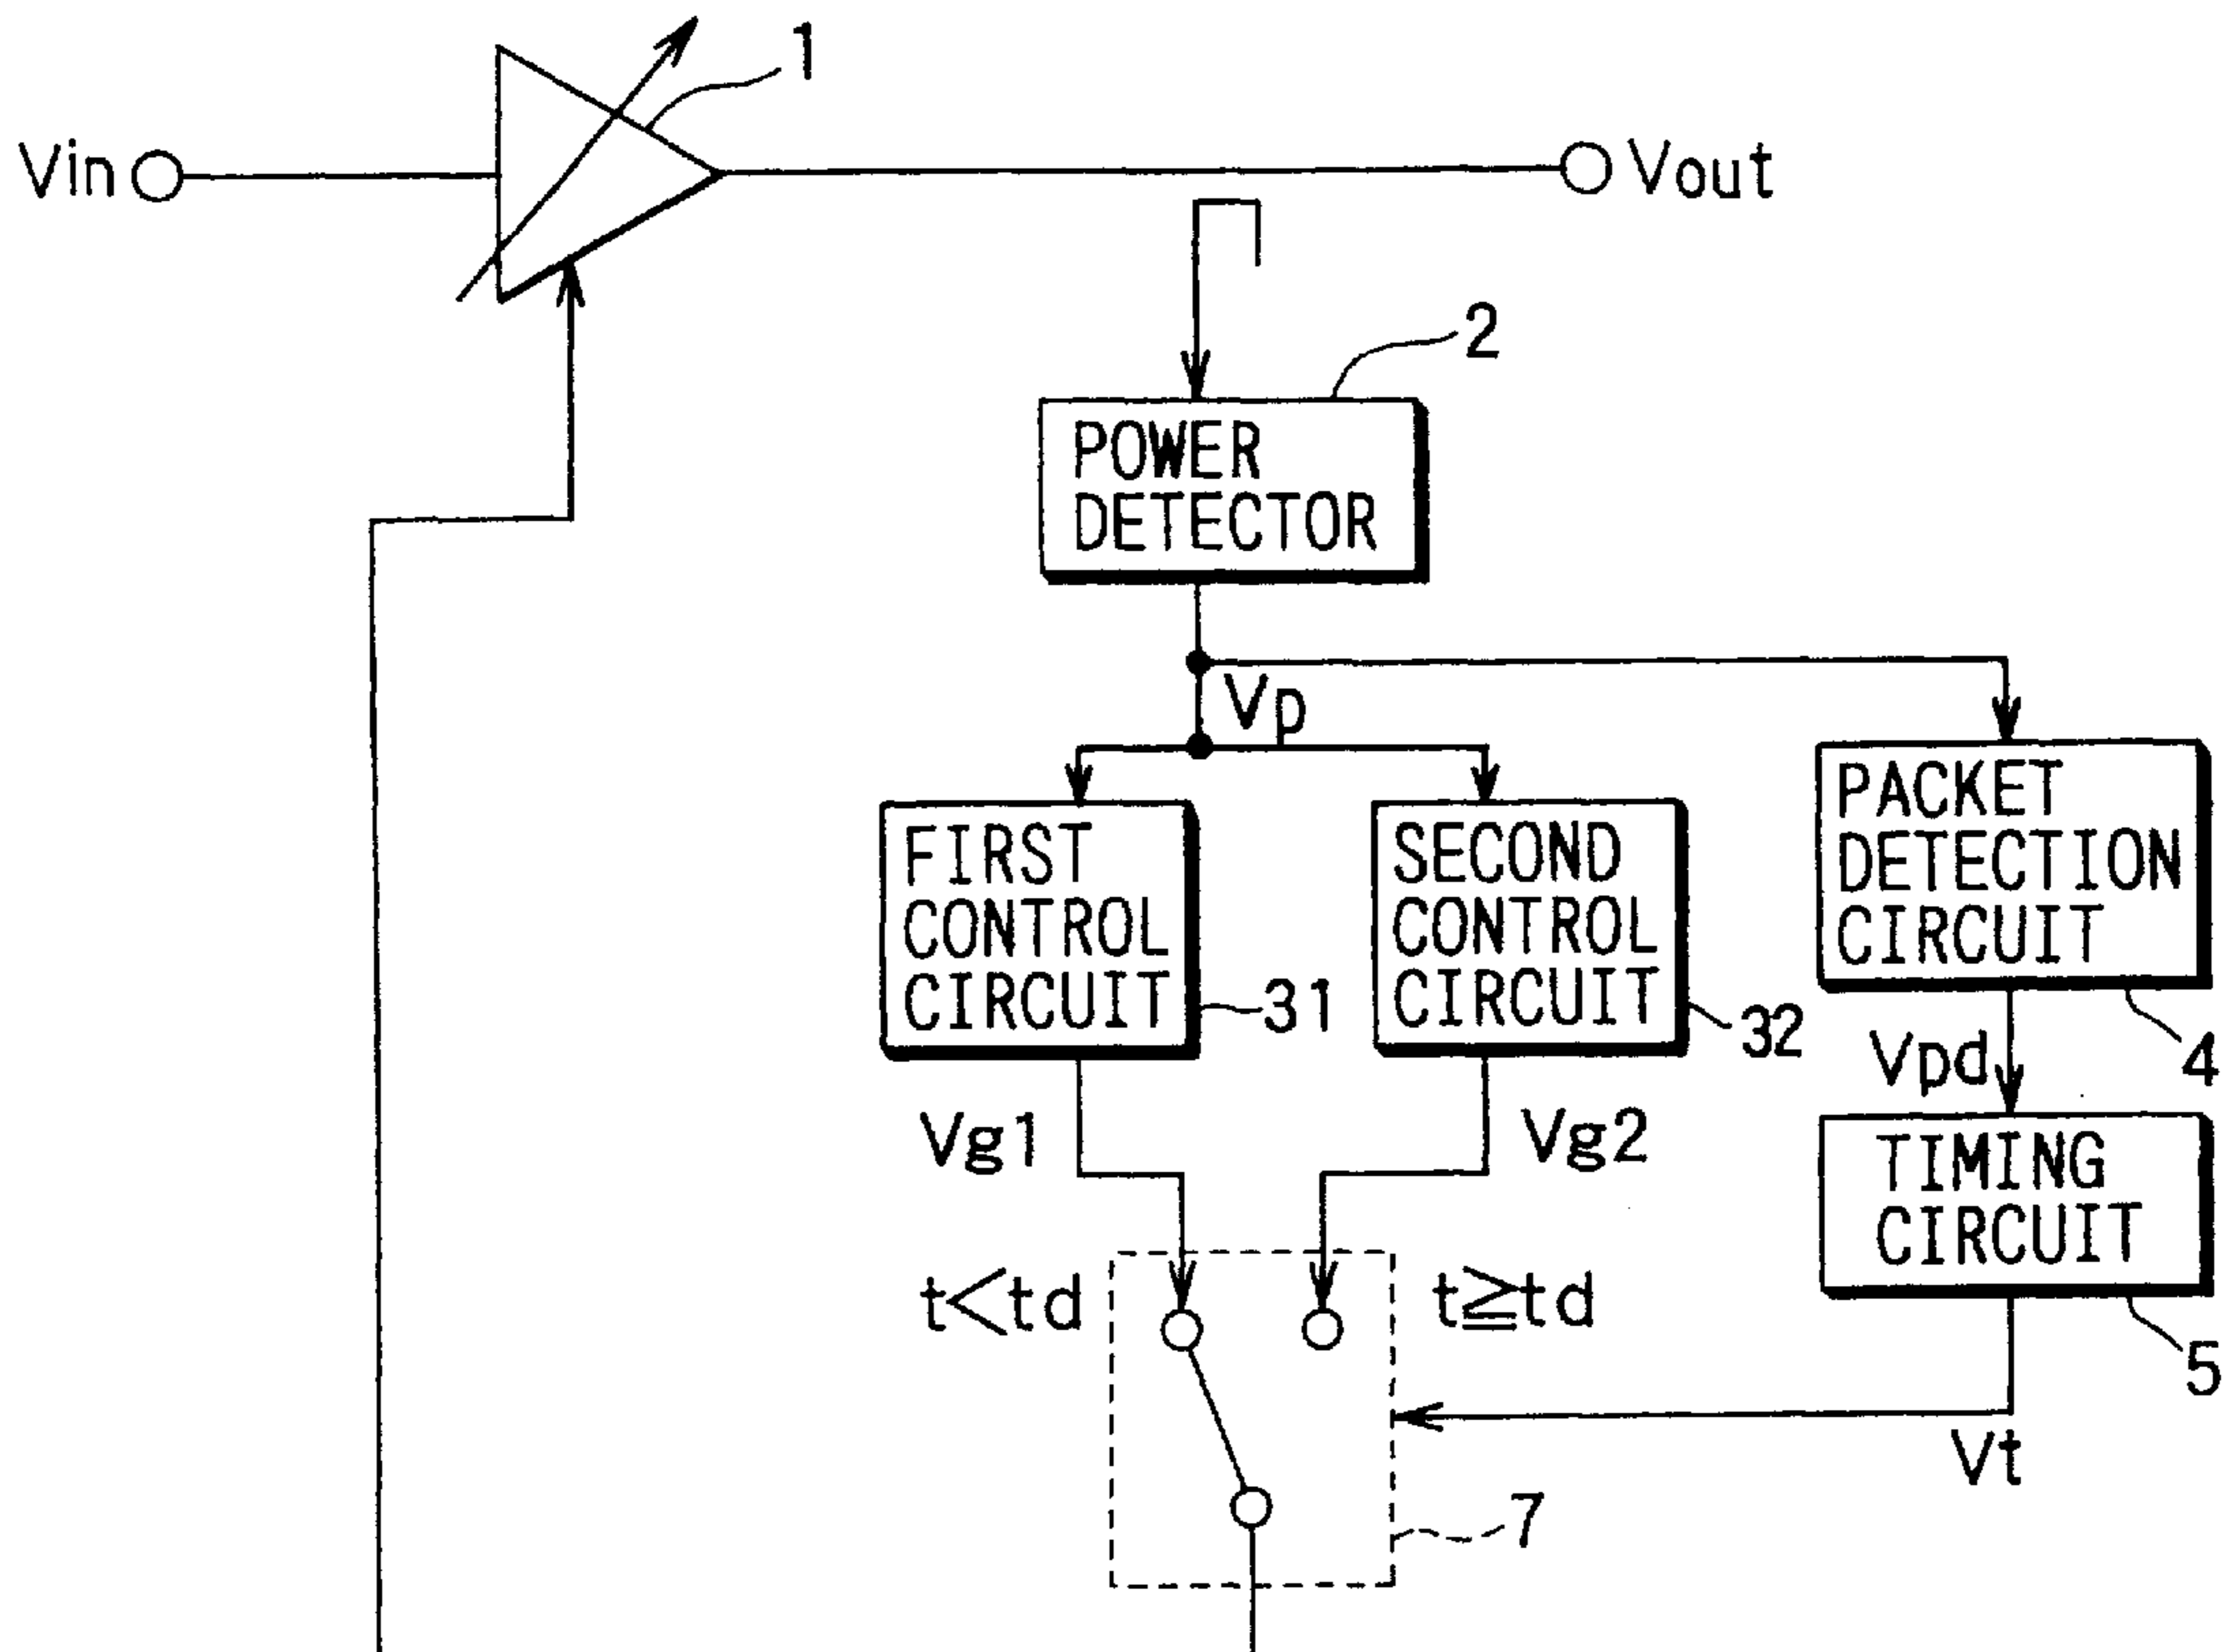 1
Vin
Vout
2
POWER
DETECTOR
Vp
FIRST
CONTROL
CIRCUIT
31
SECOND
CONTROL
CIRCUIT
32
PACKET
DETECTION
CIRCUIT
4
Vpd
Vg1
Vg2
TIMING
CIRCUIT
5
t<td
t≧td
Vt
7